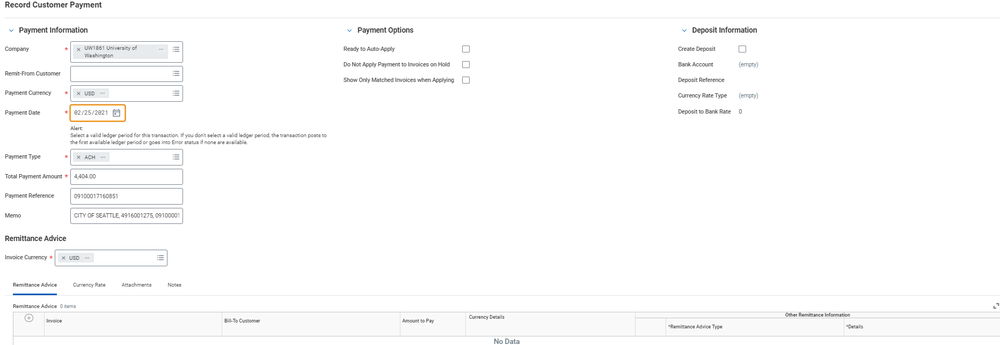 Record Customer Payment
Payment Information
Company * UW1861 University of
Washington
Remit-From Customer
Payment Currency * USD
Payment Date * 02/25/2021
Alert:
Select a valid ledger period for this transaction. If you don't select a valid ledger period, the transaction posts to
the first available ledger period or goes into Error status if none are available.
Payment Type * ACH
Total Payment Amount * 4,404.00
Payment Reference 09100017160851
Memo CITY OF SEATTLE, 4916001275, 09100001
Payment Options
Ready to Auto-Apply
Do Not Apply Payment to Invoices on Hold
Show Only Matched Invoices when Applying
Deposit Information
Create Deposit
Bank Account (empty)
Deposit Reference
Currency Rate Type (empty)
Deposit to Bank Rate 0
Remittance Advice
Invoice Currency * USD
Remittance Advice Currency Rate Attachments Notes
Remittance Advice 0 items
Invoice Bill-To Customer Amount to Pay Currency Details Other Remittance Information
*Remittance Advice Type *Details
No Data